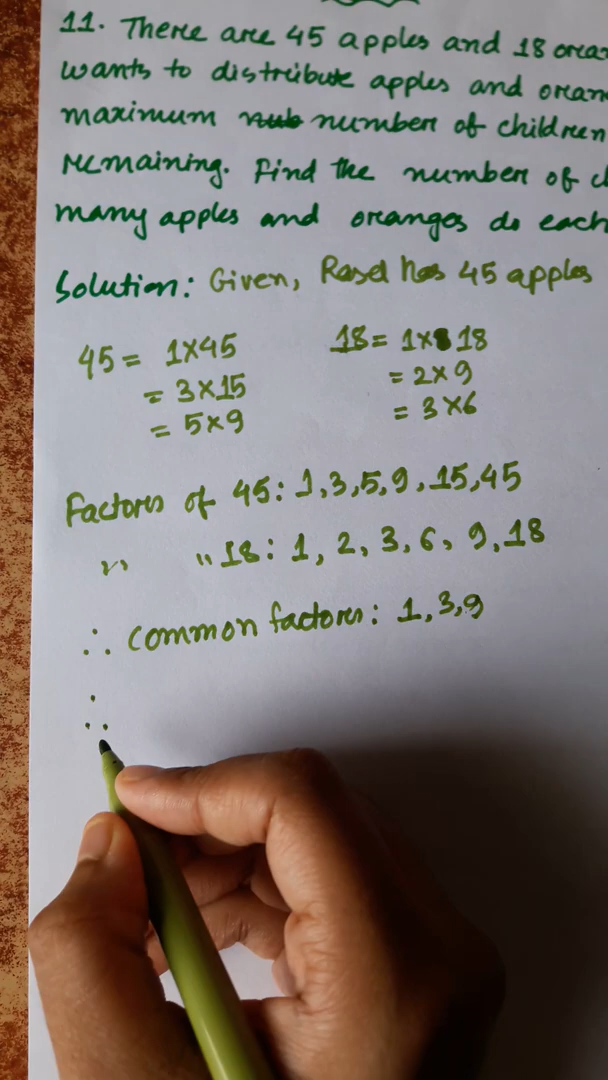 11. There are 45 apples and 18
wants to distribute apples and
maximum number of children
remaining. Find the number of
many apples and oranges do each
Solution: Given, Rasel has 45 apples
45 = 1×45 18 = 1×18
= 3×15 = 2×9
= 5×9 = 3×6
Factors of 45: 1,3,5,9,15,45
" " 18: 1, 2, 3, 6, 9, 18
∴ Common factors: 1,3,9
∴